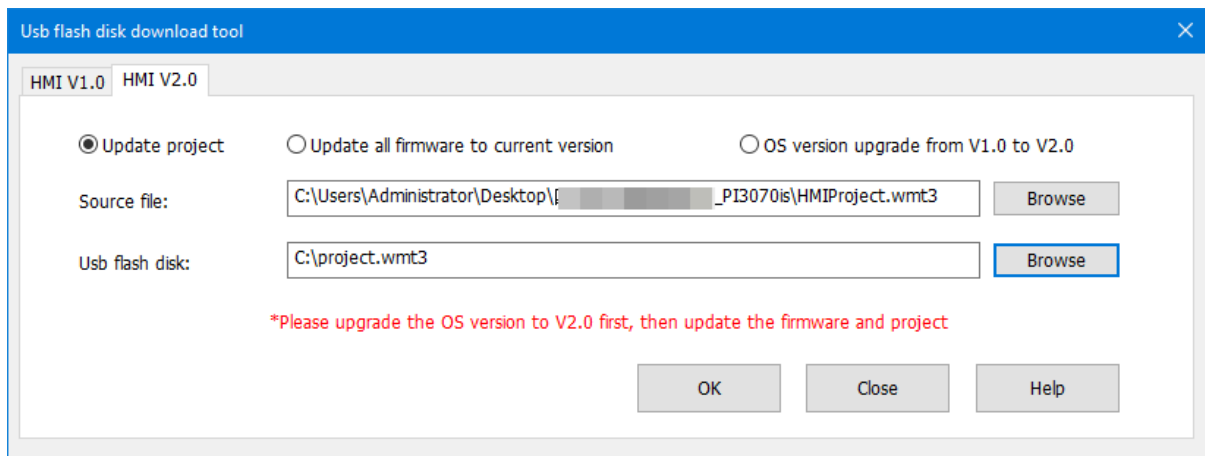 Usb flash disk download tool
HMI V1.0 HMI V2.0
Update project Update all firmware to current version OS version upgrade from V1.0 to V2.0
Source file: C:\Users\Administrator\Desktop\ _PI3070is\HMIProject.wmt3 Browse
Usb flash disk: C:\project.wmt3 Browse
*Please upgrade the OS version to V2.0 first, then update the firmware and project
OK Close Help